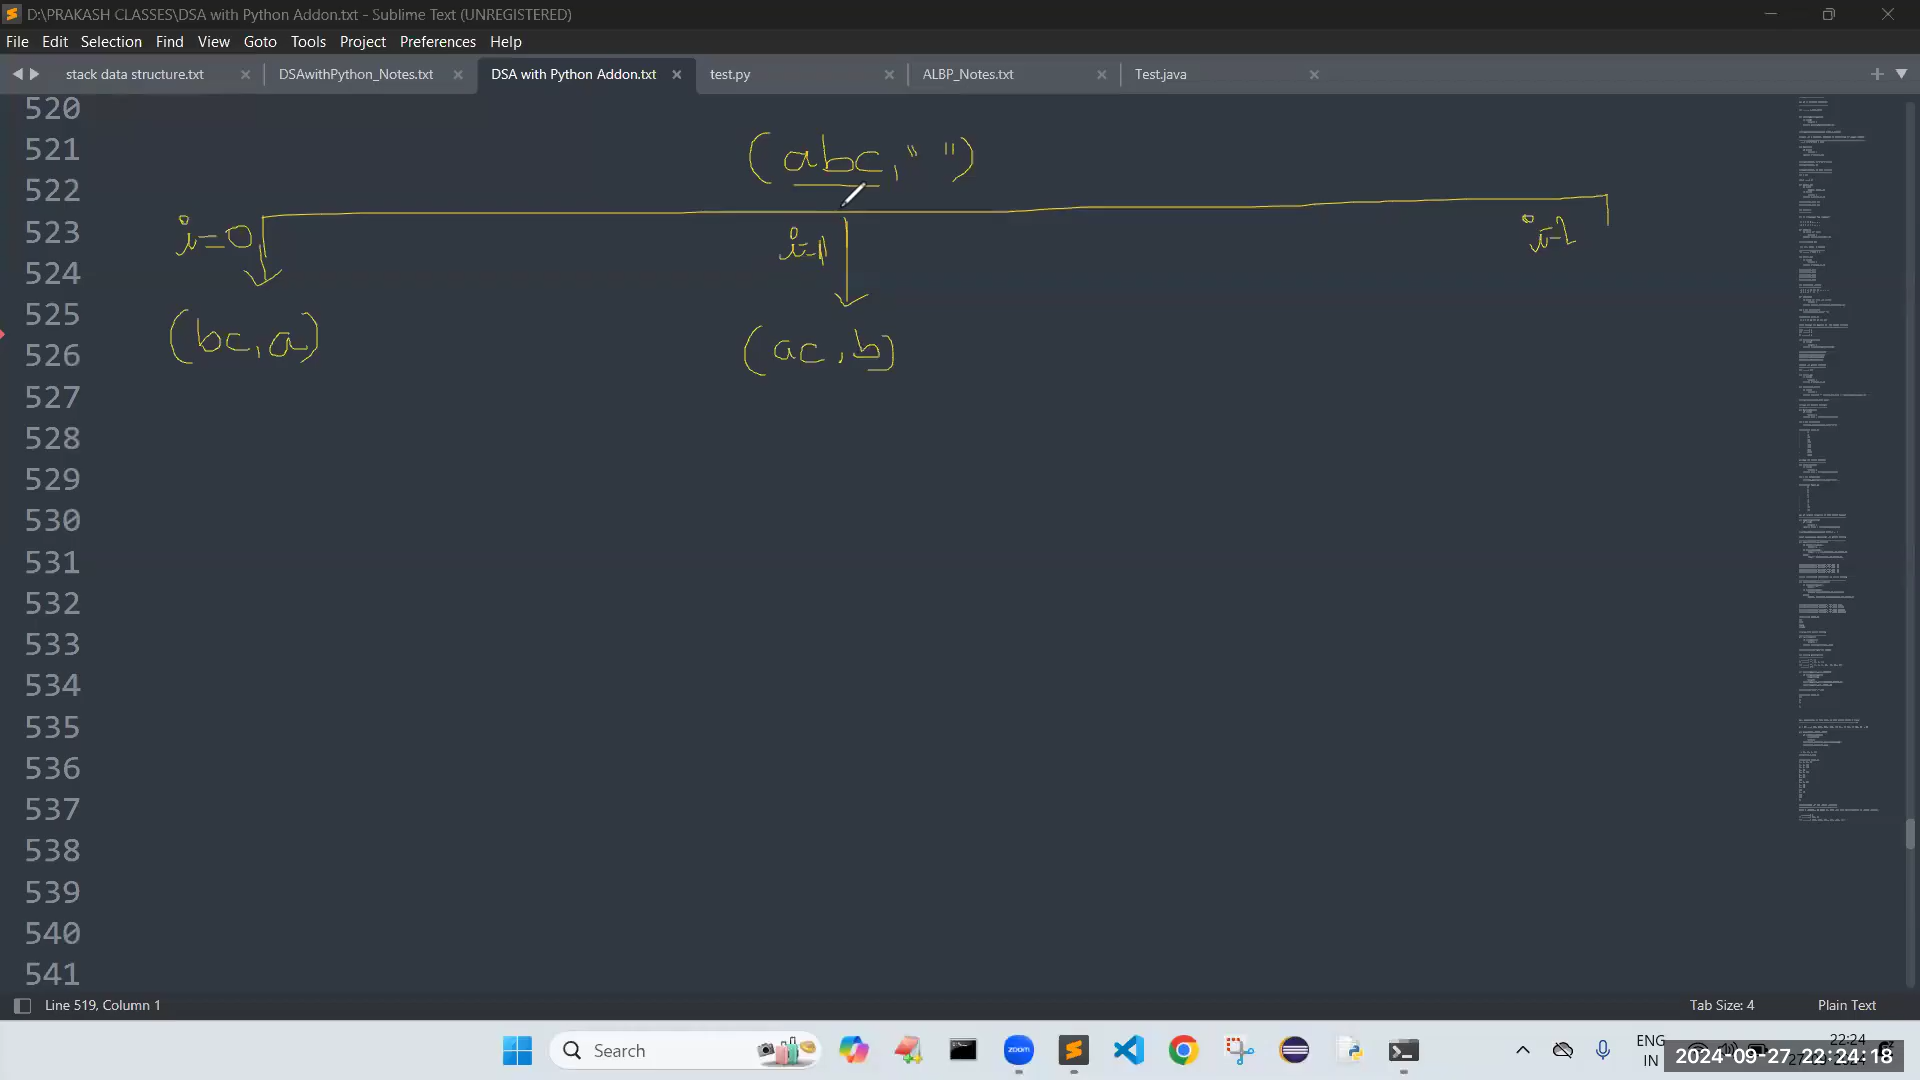 D:\PRAKASH CLASSES\DSA with Python Addon.txt - Sublime Text (UNREGISTERED)
File Edit Selection Find View Goto Tools Project Preferences Help
stack data structure.txt DSAwithPython_Notes.txt DSA with Python Addon.txt test.py ALBP_Notes.txt Test.java
520
521 (abc, " ")
522
523 i=0 i=1 i=2
524
525
526 (bc, a) (ac, b)
527
528
529
530
531
532
533
534
535
536
537
538
539
540
541
Line 519, Column 1 Tab Size: 4 Plain Text
Search zoom ENG 22:24
IN 2024-09-27 22:24:18